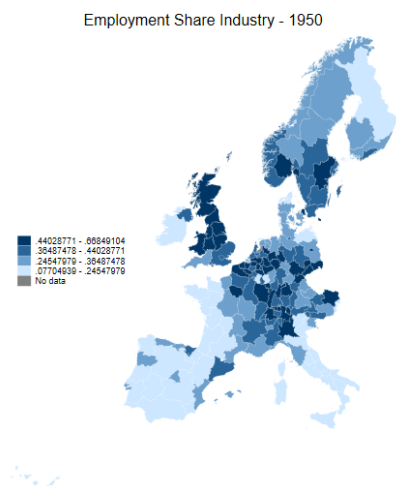 Employment Share Industry - 1950
.44028771 - .66849104
.36487478 - .44028771
.24547979 - .36487478
.07704939 - .24547979
No data